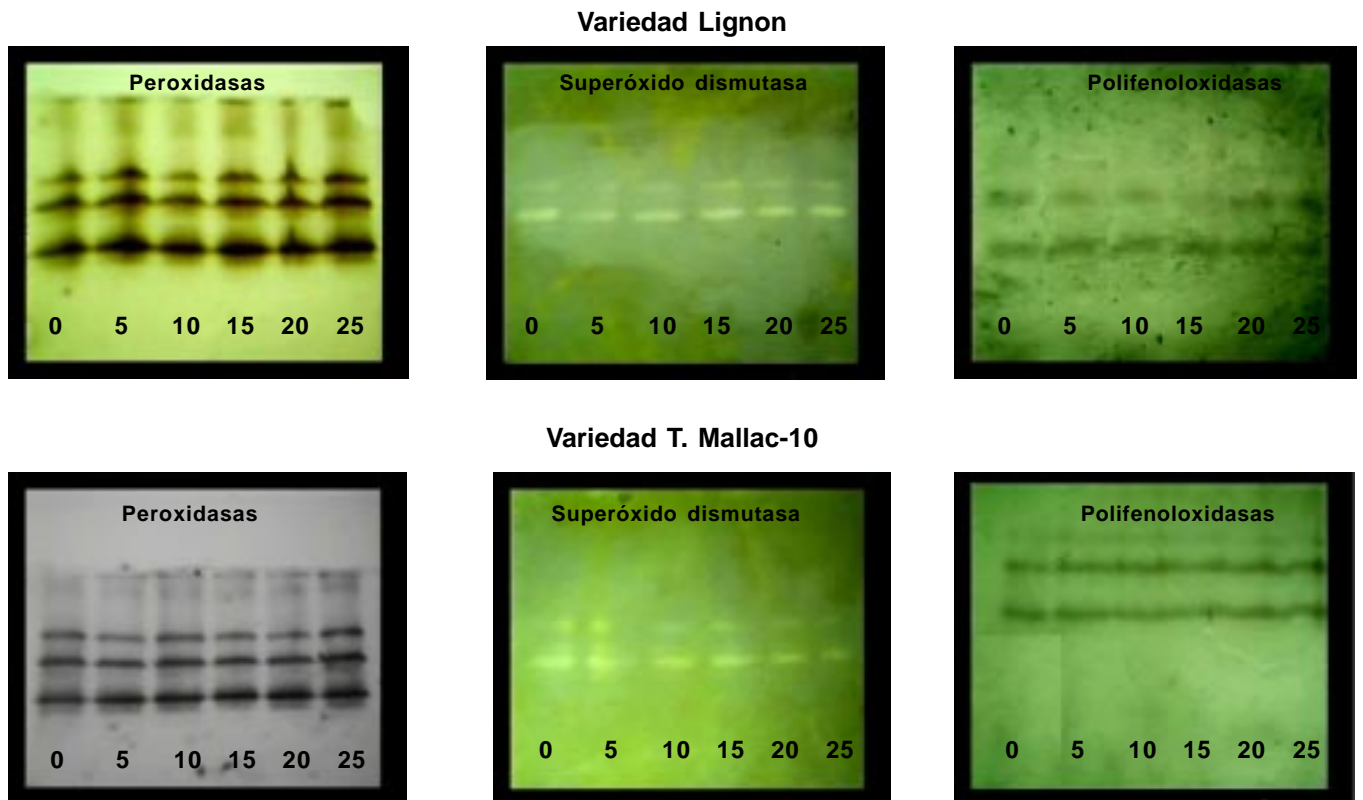 Variedad Lignon
Peroxidasas
Superóxido dismutasa
Polifenoloxidasas
0 5 10 15 20 25
0 5 10 15 20 25
0 5 10 15 20 25
Variedad T. Mallac-10
Peroxidasas
Superóxido dismutasa
Polifenoloxidasas
0 5 10 15 20 25
0 5 10 15 20 25
0 5 10 15 20 25